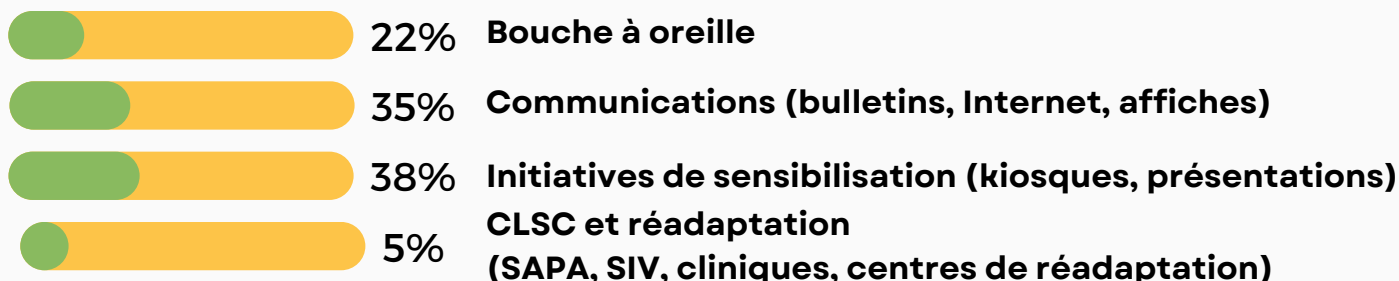 22% Bouche à oreille
35% Communications (bulletins, Internet, affiches)
38% Initiatives de sensibilisation (kiosques, présentations)
5% CLSC et réadaptation
(SAPA, SIV, cliniques, centres de réadaptation)